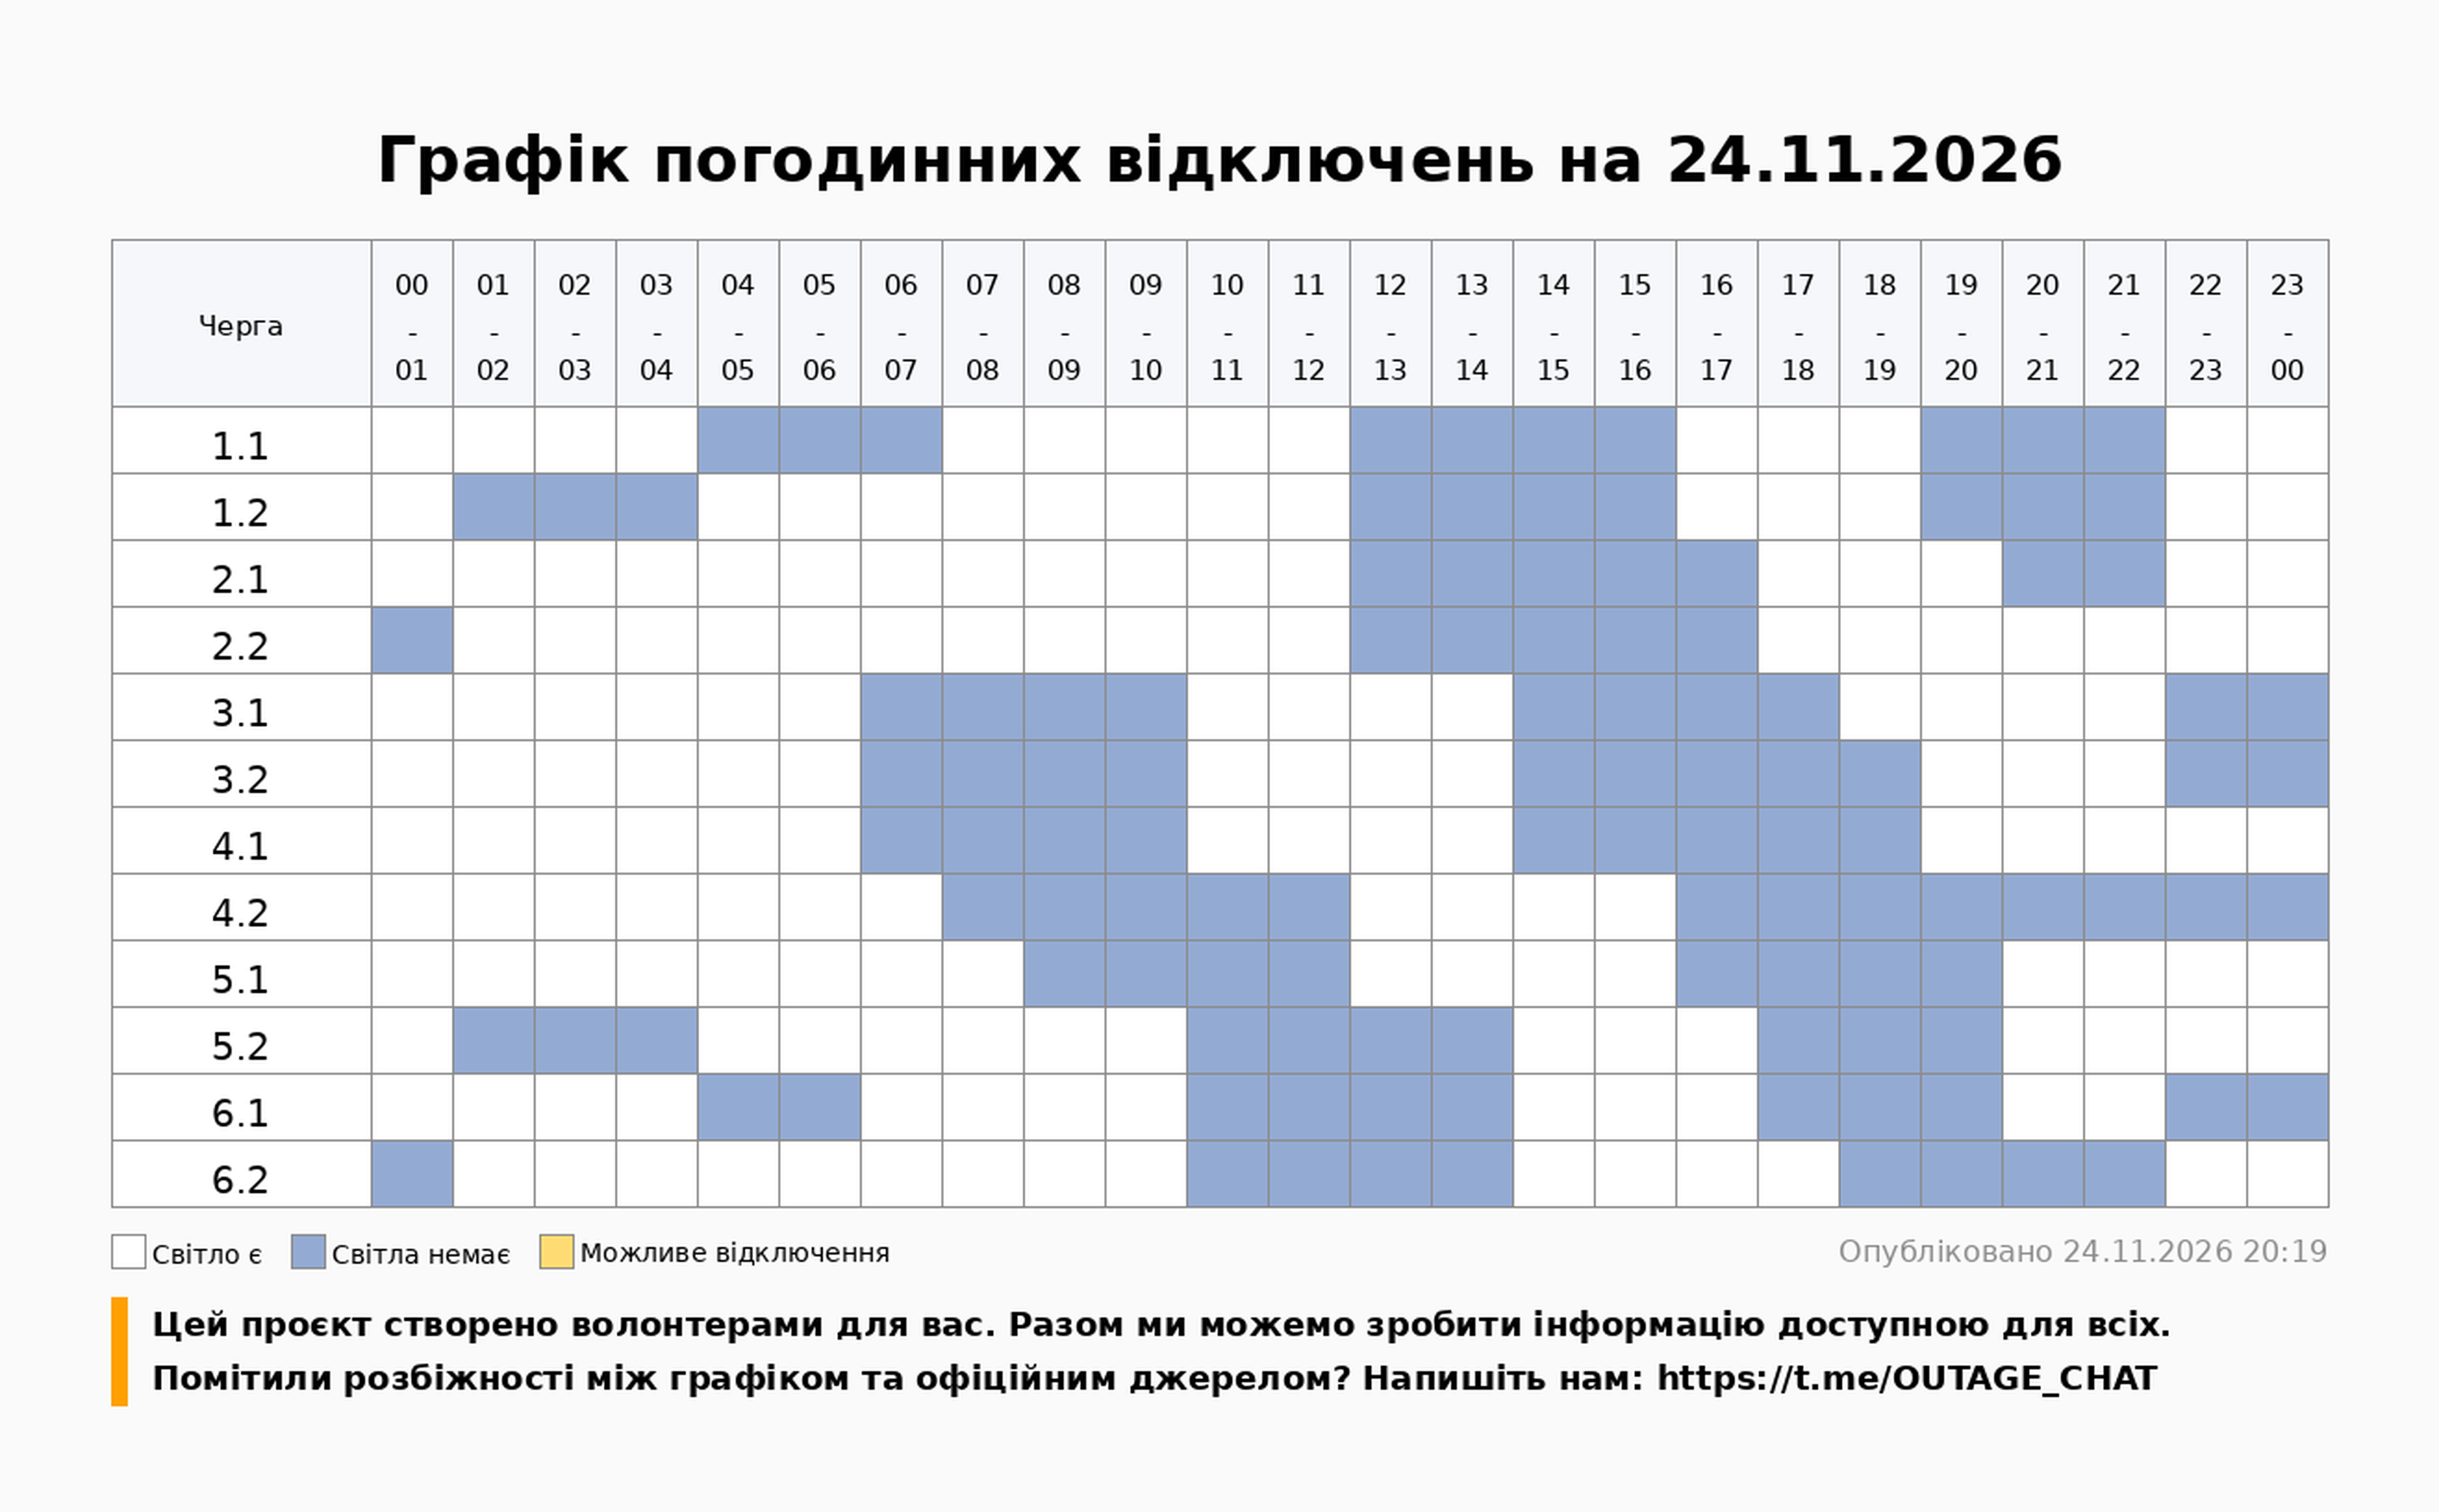 Графік погодинних відключень на 24.11.2026
Черга
00 - 01
01 - 02
02 - 03
03 - 04
04 - 05
05 - 06
06 - 07
07 - 08
08 - 09
09 - 10
10 - 11
11 - 12
12 - 13
13 - 14
14 - 15
15 - 16
16 - 17
17 - 18
18 - 19
19 - 20
20 - 21
21 - 22
22 - 23
23 - 00
1.1
1.2
2.1
2.2
3.1
3.2
4.1
4.2
5.1
5.2
6.1
6.2
Світло є
Світла немає
Можливе відключення
Опубліковано 24.11.2026 20:19
Цей проєкт створено волонтерами для вас. Разом ми можемо зробити інформацію доступною для всіх.
Помітили розбіжності між графіком та офіційним джерелом? Напишіть нам: https://t.me/OUTAGE_CHAT